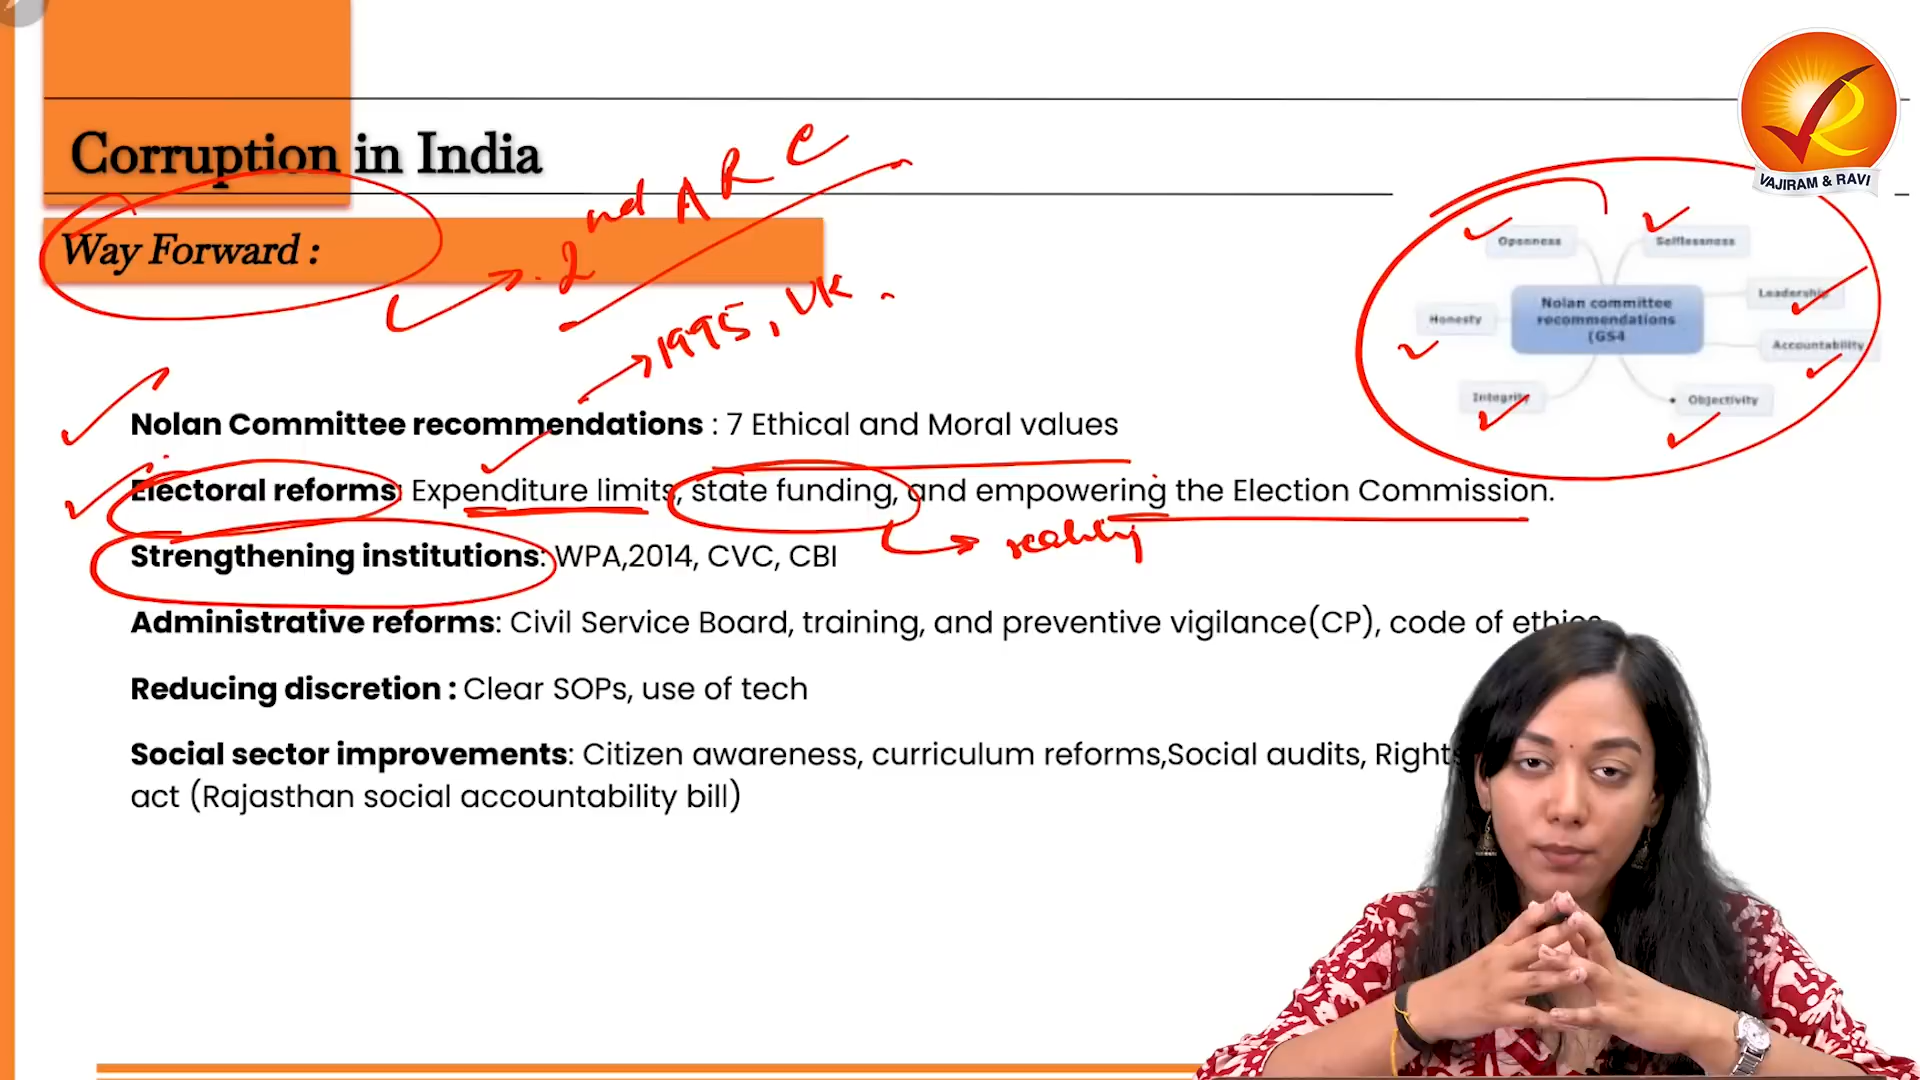 Corruption in India
Way Forward :
2nd ARC
1995, UK.
VAJIRAM & RAVI
Openness
Selflessness
Leadership
Honesty
Nolan committee
recommendations
(GS4
Accountability
Integrity
Objectivity
Nolan Committee recommendations : 7 Ethical and Moral values
Electoral reforms: Expenditure limits, state funding, and empowering the Election Commission.
reality
Strengthening institutions: WPA,2014, CVC, CBI
Administrative reforms: Civil Service Board, training, and preventive vigilance(CP), code of ethics
Reducing discretion : Clear SOPs, use of tech
Social sector improvements: Citizen awareness, curriculum reforms,Social audits, Rights
act (Rajasthan social accountability bill)